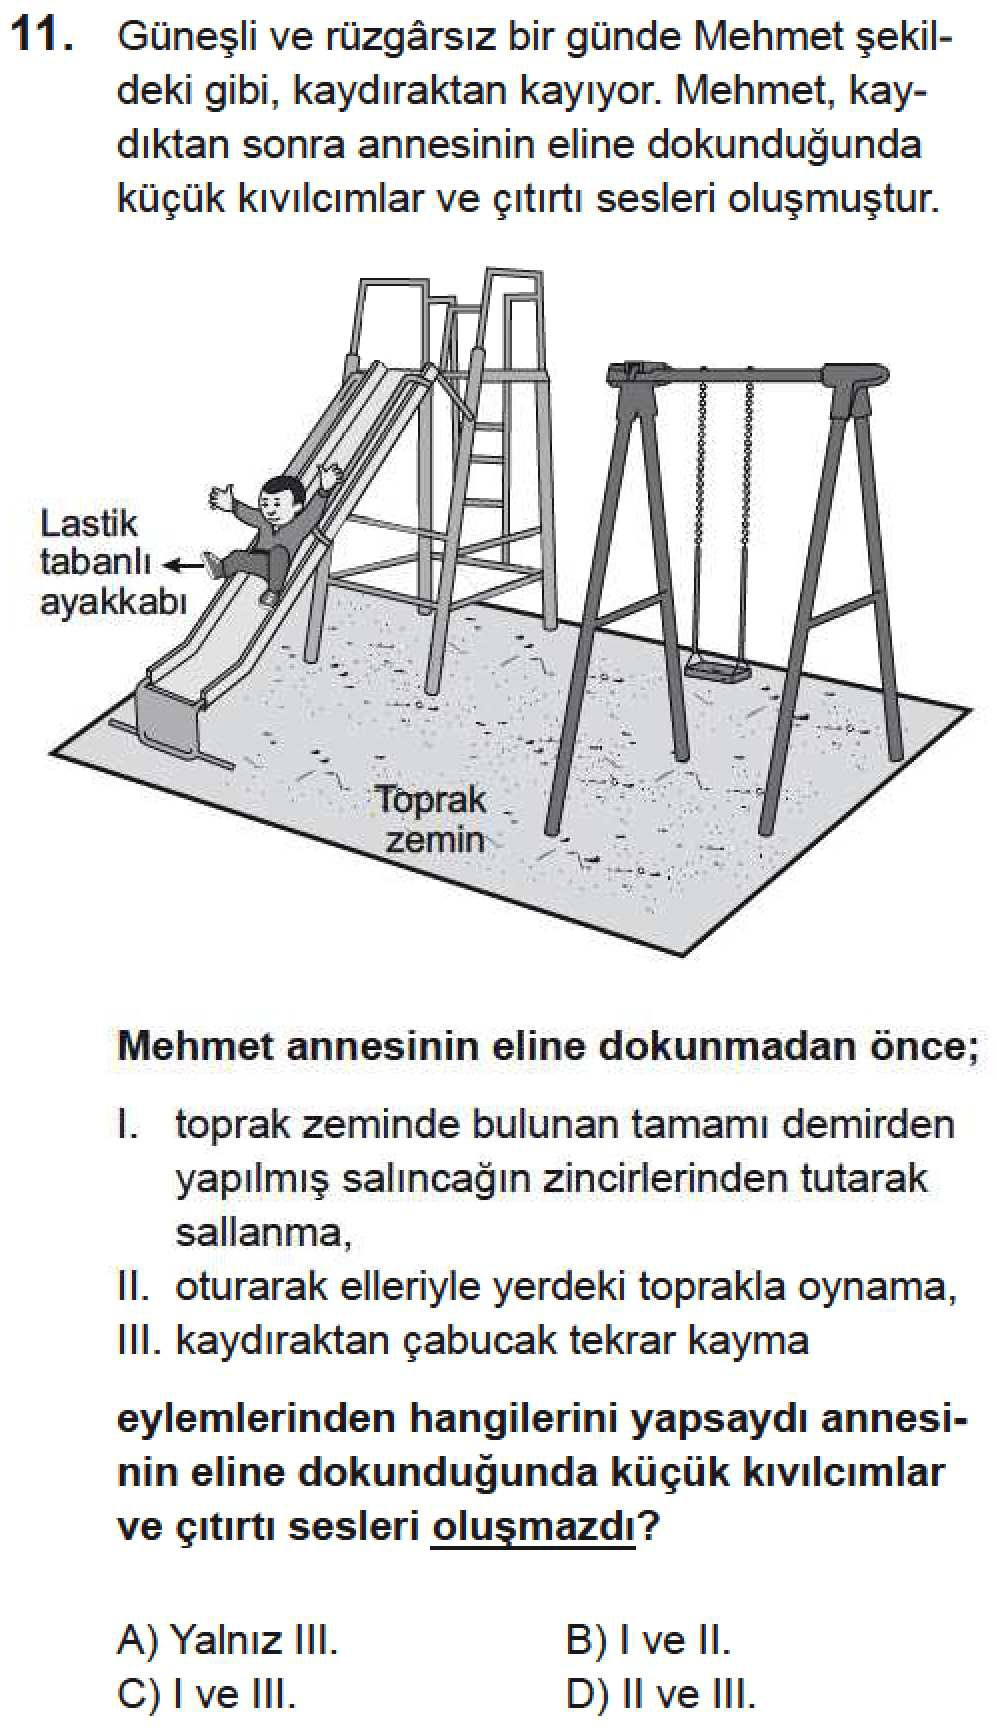 11. Güneşli ve rüzgârsız bir günde Mehmet şekil-
deki gibi, kaydıraktan kayıyor. Mehmet, kay-
dıktan sonra annesinin eline dokunduğunda
küçük kıvılcımlar ve çıtırtı sesleri oluşmuştur.
Lastik
tabanlı
ayakkabı
Toprak
zemin
Mehmet annesinin eline dokunmadan önce;
I. toprak zeminde bulunan tamamı demirden
yapılmış salıncağın zincirlerinden tutarak
sallanma,
II. oturarak elleriyle yerdeki toprakla oynama,
III. kaydıraktan çabucak tekrar kayma
eylemlerinden hangilerini yapsaydı annesi-
nin eline dokunduğunda küçük kıvılcımlar
ve çıtırtı sesleri oluşmazdı?
A) Yalnız III. B) I ve II.
C) I ve III. D) II ve III.